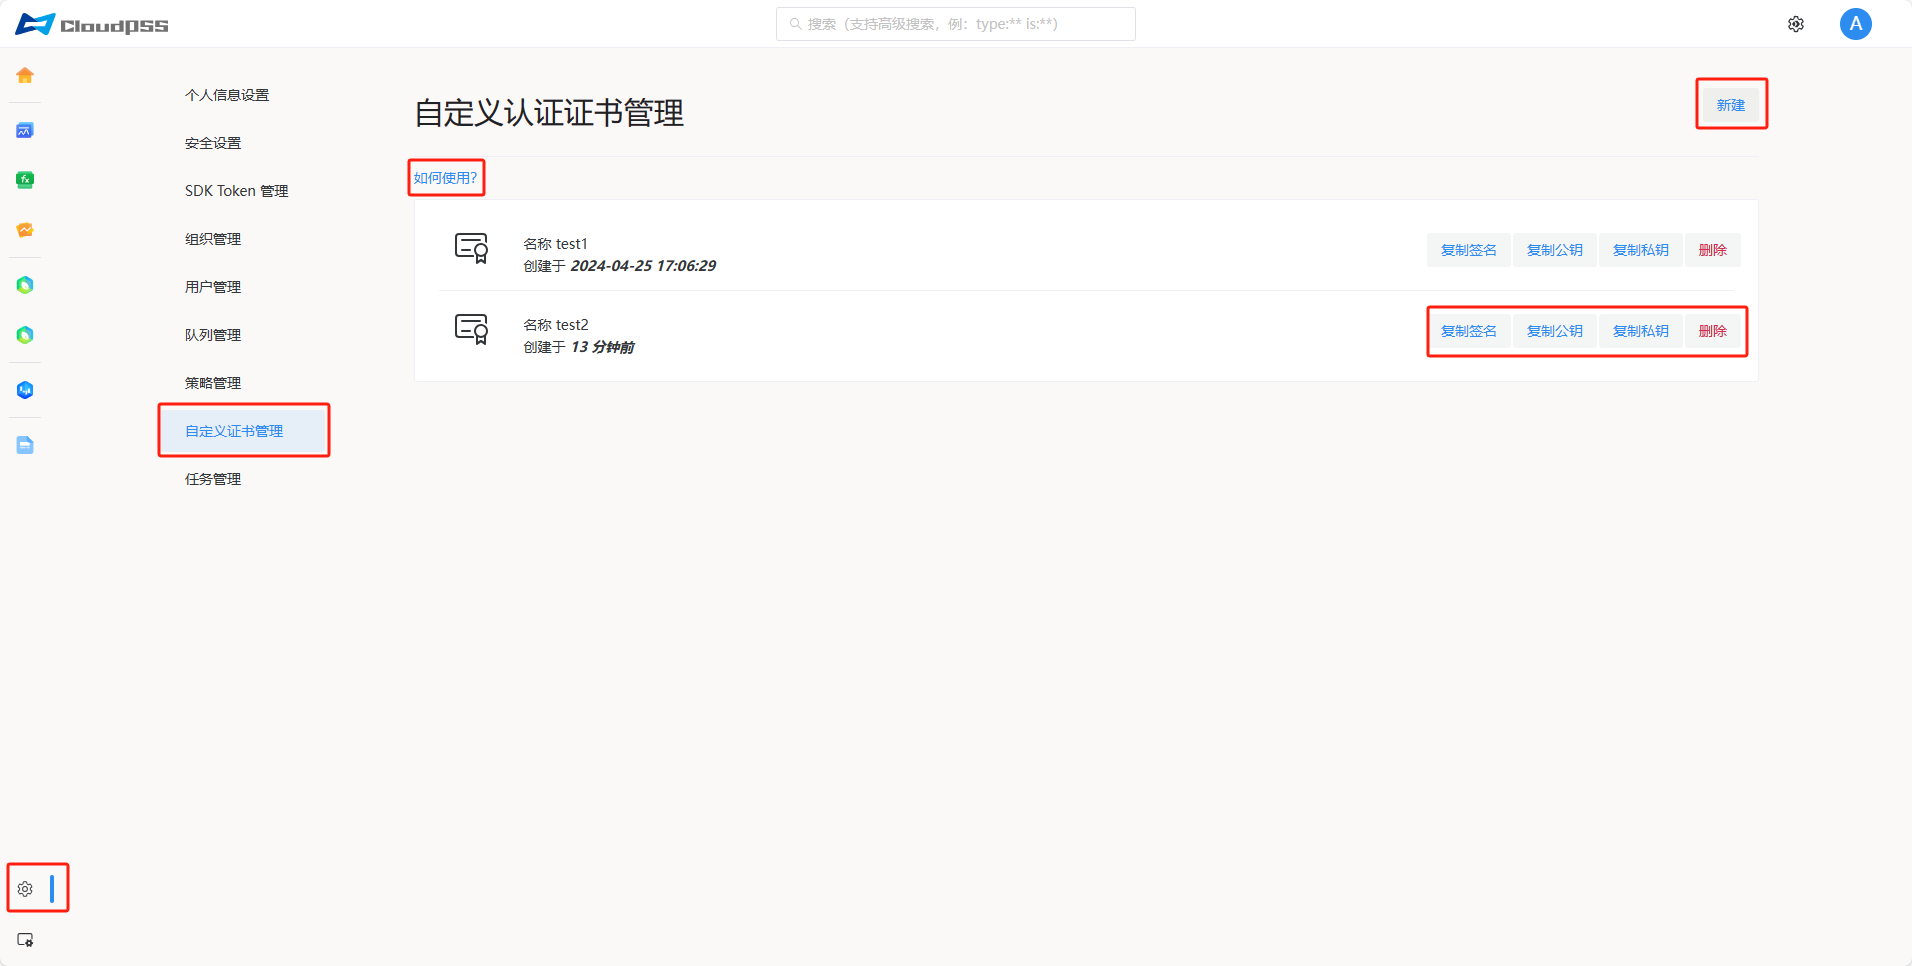 CloudPSS
搜索（支持高级搜索，例：type:** is:**）
A
个人信息设置
安全设置
SDK Token 管理
组织管理
用户管理
队列管理
策略管理
自定义证书管理
任务管理
自定义认证证书管理
新建
如何使用?
名称 test1
创建于 2024-04-25 17:06:29
复制签名 复制公钥 复制私钥 删除
名称 test2
创建于 13 分钟前
复制签名 复制公钥 复制私钥 删除